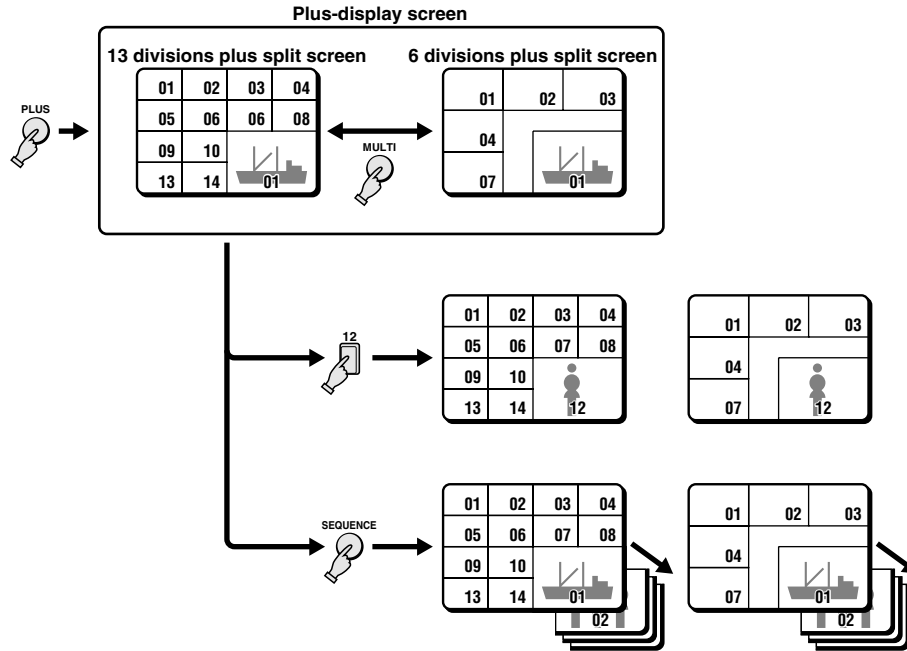 Plus-display screen
13 divisions plus split screen 6 divisions plus split screen
PLUS
01 02 03 04
05 06 06 08
09 10
13 14 01
MULTI
01 02 03
04
07 01
12
01 02 03 04
05 06 07 08
09 10
13 14 12
01 02 03
04
07 12
SEQUENCE
01 02 03 04
05 06 07 08
09 10
13 14 01
02
01 02 03
04
07 01
02